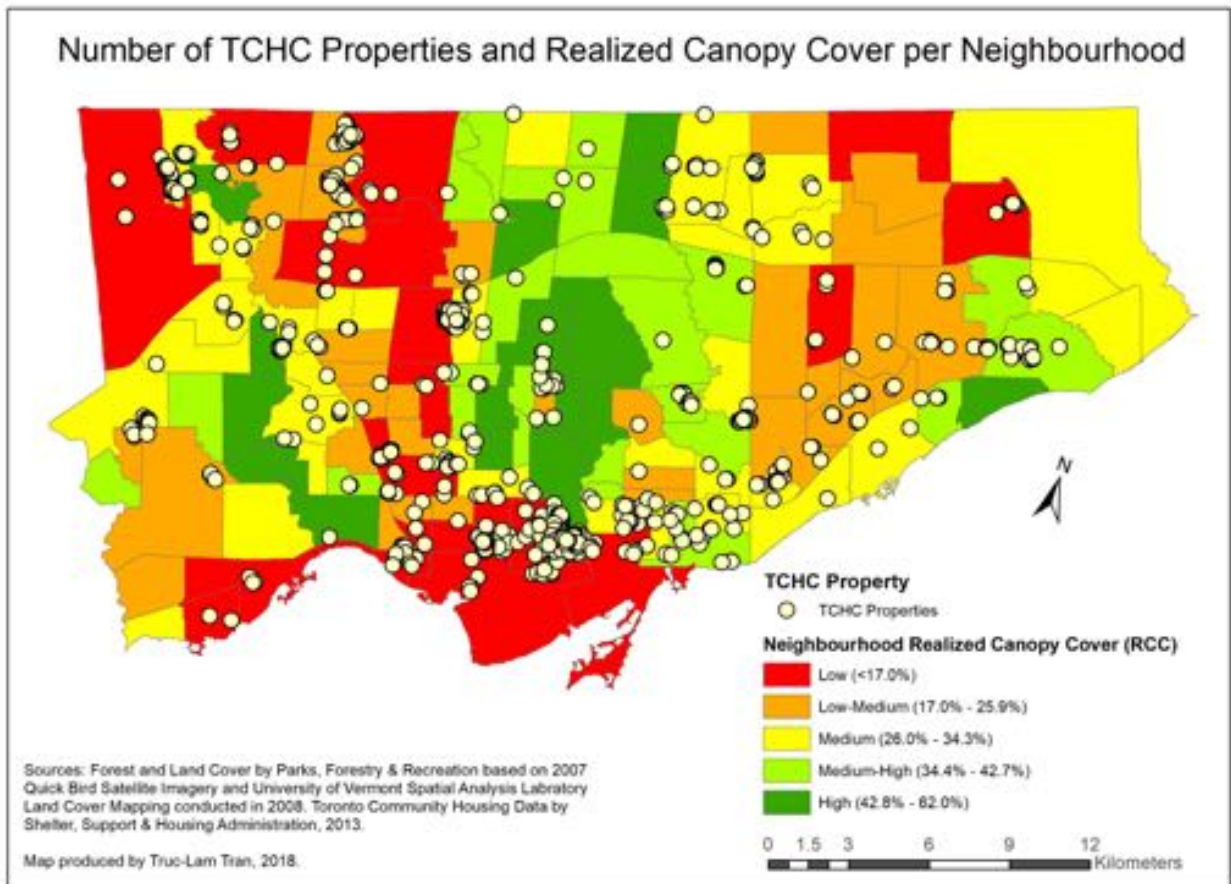 Number of TCHC Properties and Realized Canopy Cover per Neighbourhood
N
TCHC Property
TCHC Properties
Neighbourhood Realized Canopy Cover (RCC)
Low (<17.0%)
Low-Medium (17.0% - 25.9%)
Medium (26.0% - 34.3%)
Medium-High (34.4% - 42.7%)
High (42.8% - 62.0%)
Sources: Forest and Land Cover by Parks, Forestry & Recreation based on 2007
Quick Bird Satellite Imagery and University of Vermont Spatial Analysis Labratory
Land Cover Mapping conducted in 2008. Toronto Community Housing Data by
Shelter, Support & Housing Administration, 2013.
Map produced by Truc-Lam Tran, 2018.
0 1.5 3 6 9 12
Kilometers